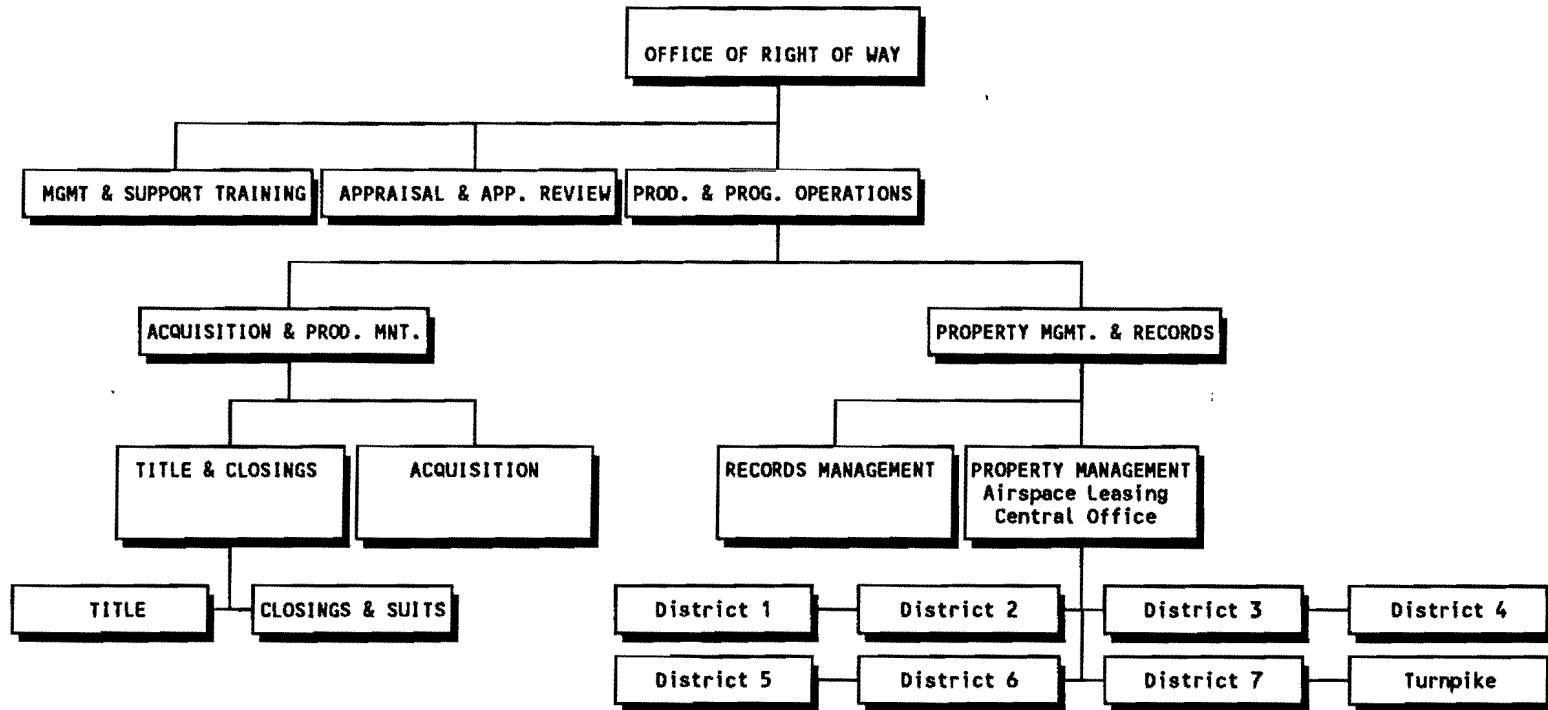 OFFICE OF RIGHT OF WAY
MGMT & SUPPORT TRAINING
APPRAISAL & APP. REVIEW
PROD. & PROG. OPERATIONS
ACQUISITION & PROD. MNT.
PROPERTY MGMT. & RECORDS
TITLE & CLOSINGS
ACQUISITION
RECORDS MANAGEMENT
PROPERTY MANAGEMENT
Airspace Leasing
Central Office
TITLE
CLOSINGS & SUITS
District 1
District 2
District 3
District 4
District 5
District 6
District 7
Turnpike